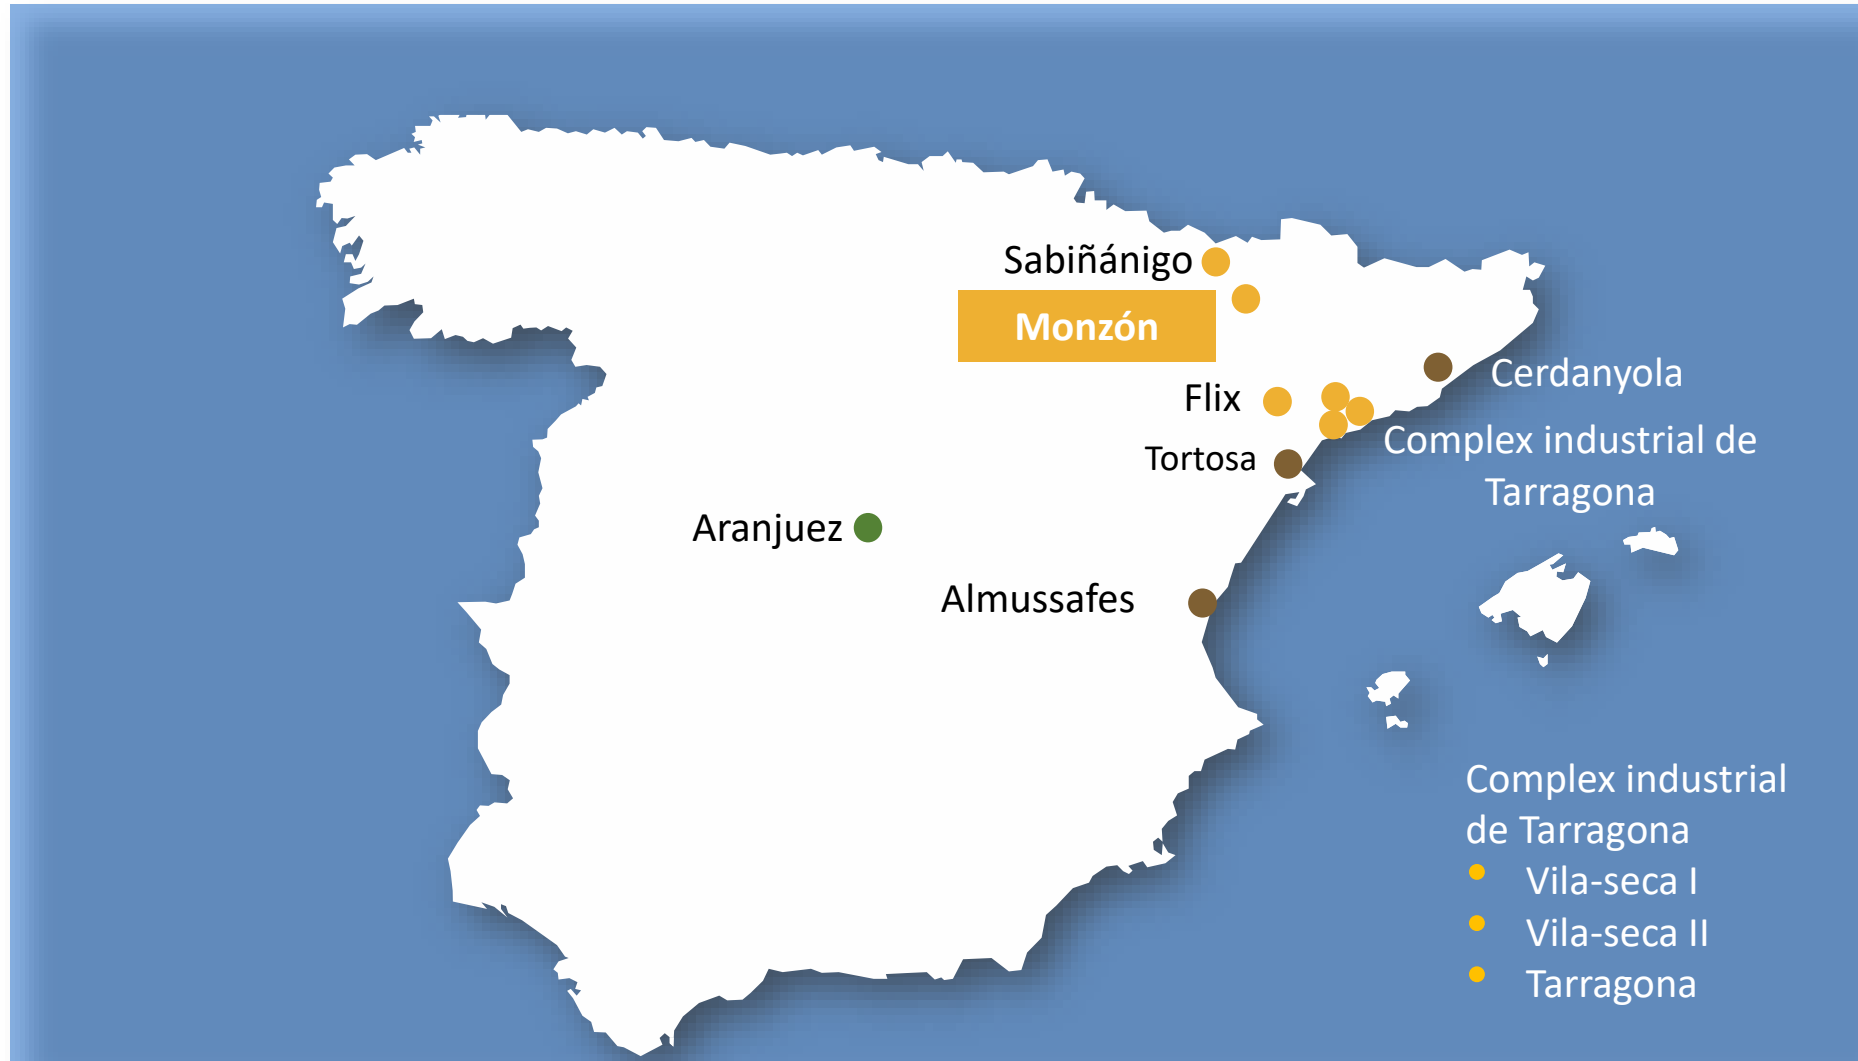 Sabiñánigo
Monzón
Cerdanyola
Flix
Complex industrial de
Tarragona
Tortosa
Aranjuez
Almussafes
Complex industrial
de Tarragona
• Vila-seca I
• Vila-seca II
• Tarragona